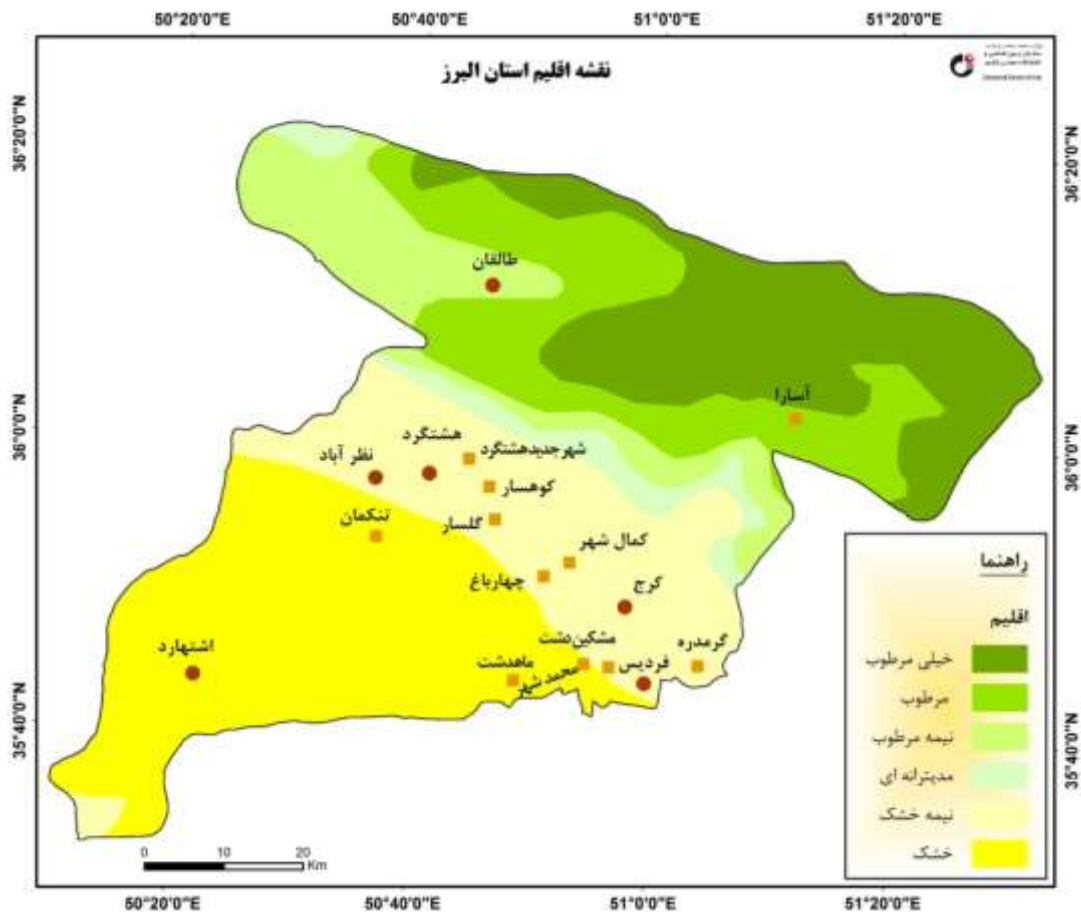 50°20'0"E 50°40'0"E 51°0'0"E 51°20'0"E
نقشه اقلیم استان البرز
36°20'0"N
36°20'0"N
طالقان
آسارا
36°0'0"N
36°0'0"N
هشتگرد
شهرجدیدهشتگرد
نظر آباد
کوهسار
تنکمان
گلسار
کمال شهر
چهارباغ
کرج
مشکین‌دشت
گرمدره
اشتهارد
ماهدشت
محمد شهر
فردیس
35°40'0"N
35°40'0"N
راهنما
اقلیم
خیلی مرطوب
مرطوب
نیمه مرطوب
مدیترانه ای
نیمه خشک
خشک
0 10 20
Km
50°20'0"E 50°40'0"E 51°0'0"E 51°20'0"E